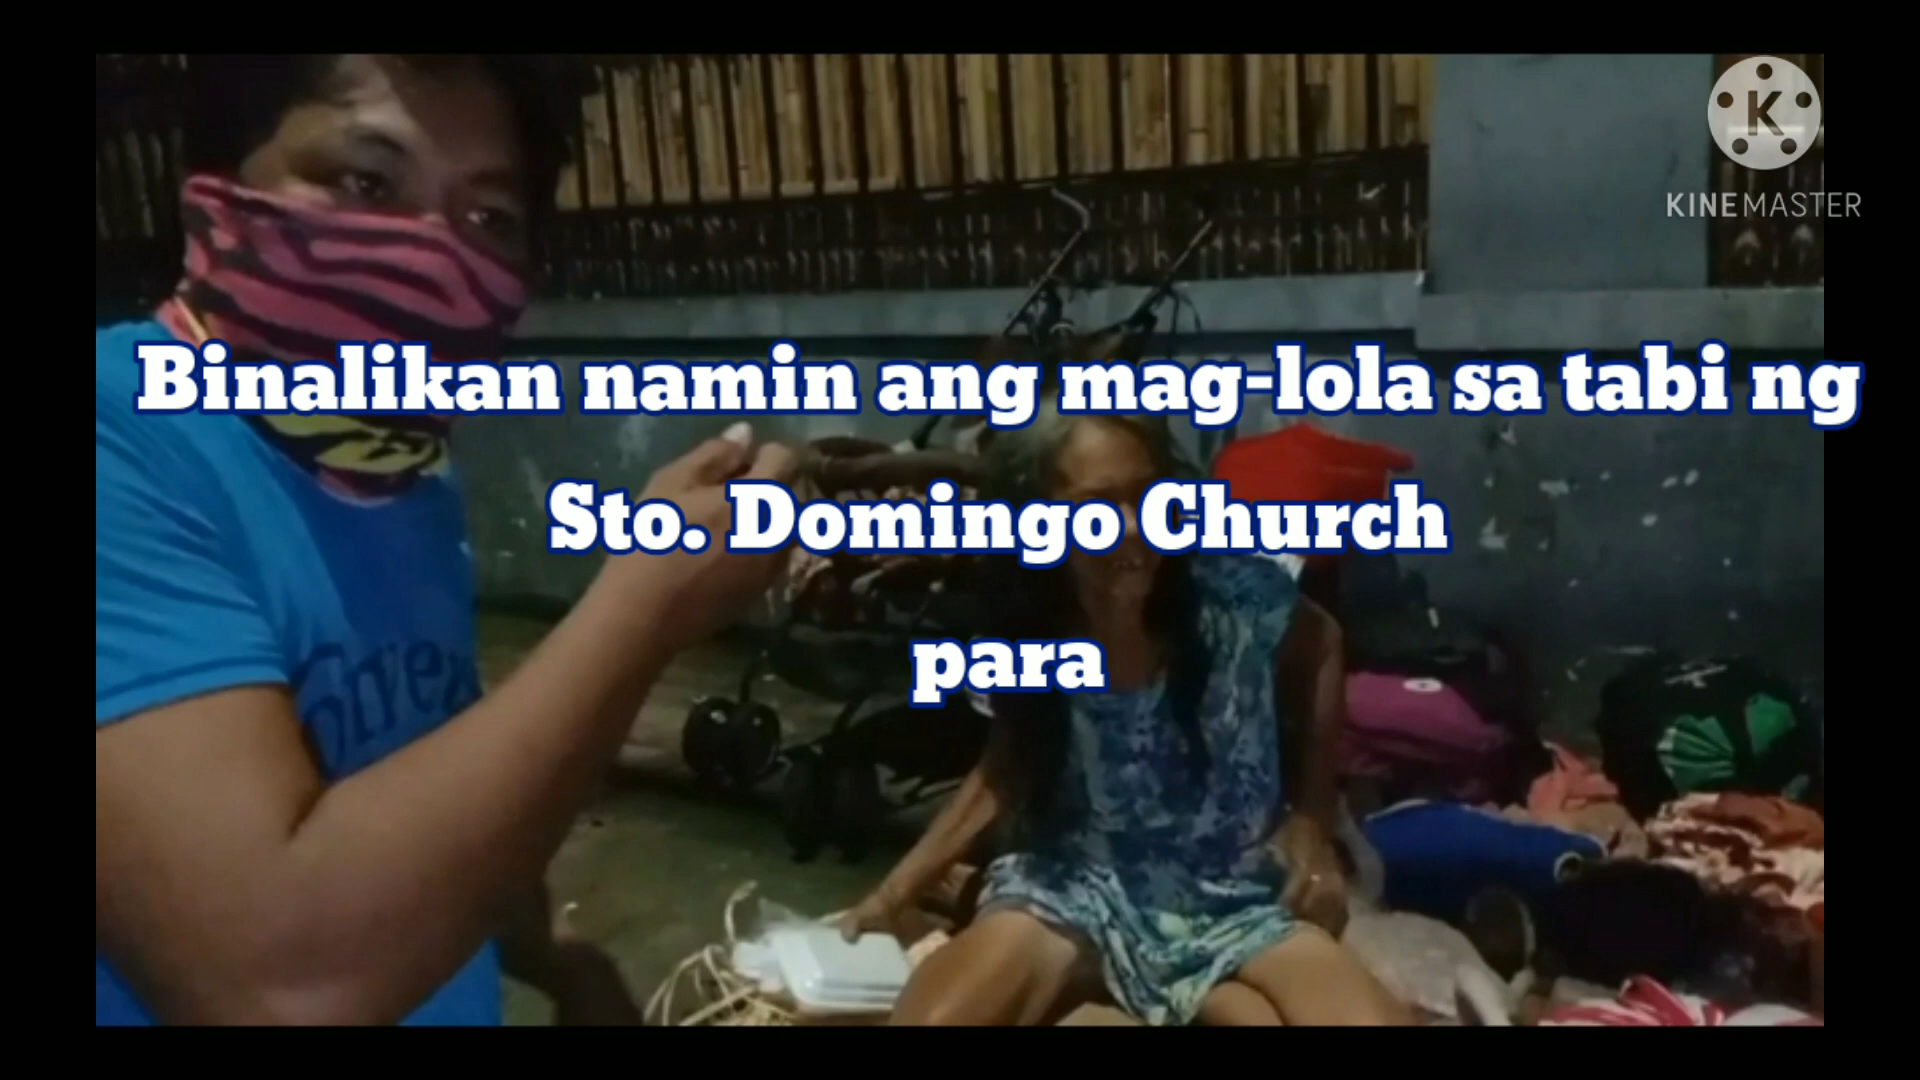 K
KINEMASTER
Binalikan namin ang mag-lola sa tabi ng
Sto. Domingo Church
para